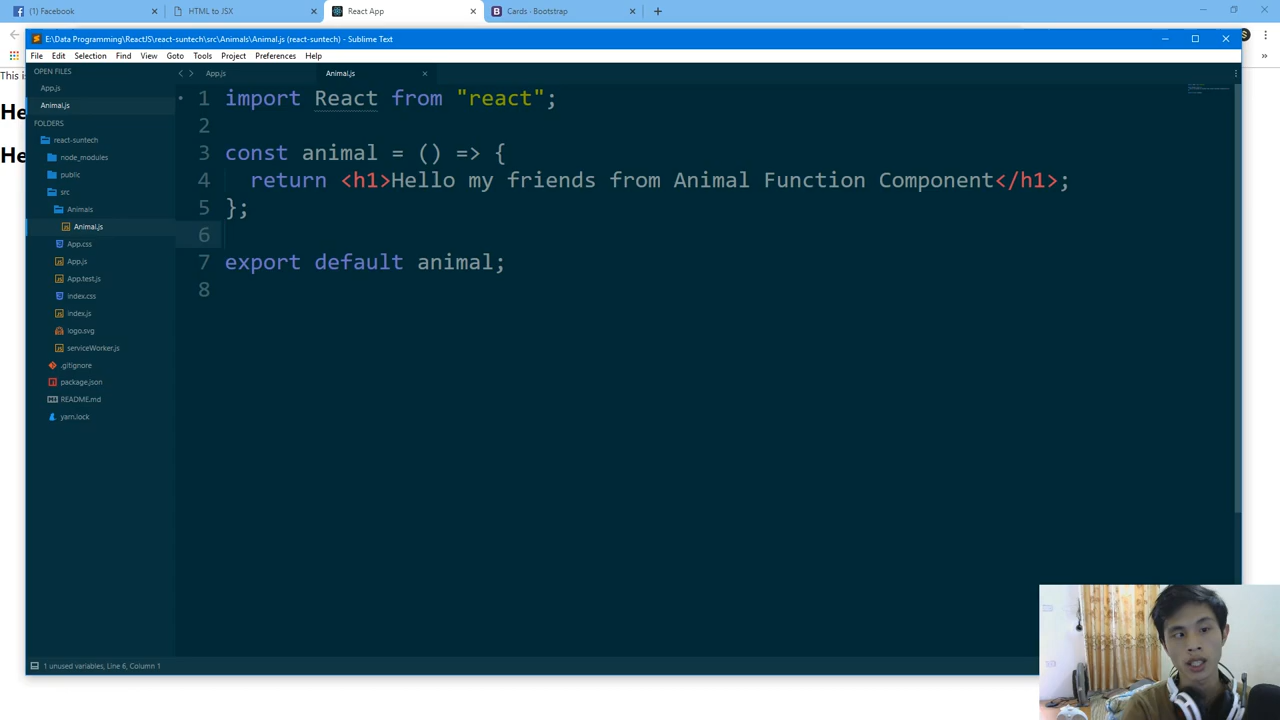 (1) Facebook
HTML to JSX
React App
Cards · Bootstrap
E:\Data Programming\ReactJS\react-suntech\src\Animals\Animal.js (react-suntech) - Sublime Text
File Edit Selection Find View Goto Tools Project Preferences Help
This is
He
He
OPEN FILES
App.js
Animal.js
FOLDERS
react-suntech
node_modules
public
src
Animals
Animal.js
App.css
App.js
App.test.js
index.css
index.js
logo.svg
serviceWorker.js
.gitignore
package.json
README.md
yarn.lock
App.js
Animal.js
1 import React from "react";
2
3 const animal = () => {
4 return <h1>Hello my friends from Animal Function Component</h1>;
5 };
6
7 export default animal;
8
1 unused variables, Line 6, Column 1